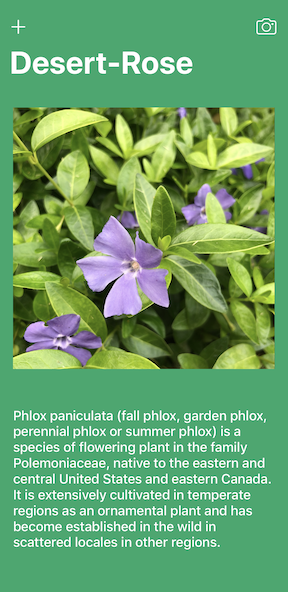 Desert-Rose
Phlox paniculata (fall phlox, garden phlox,
perennial phlox or summer phlox) is a
species of flowering plant in the family
Polemoniaceae, native to the eastern and
central United States and eastern Canada.
It is extensively cultivated in temperate
regions as an ornamental plant and has
become established in the wild in
scattered locales in other regions.